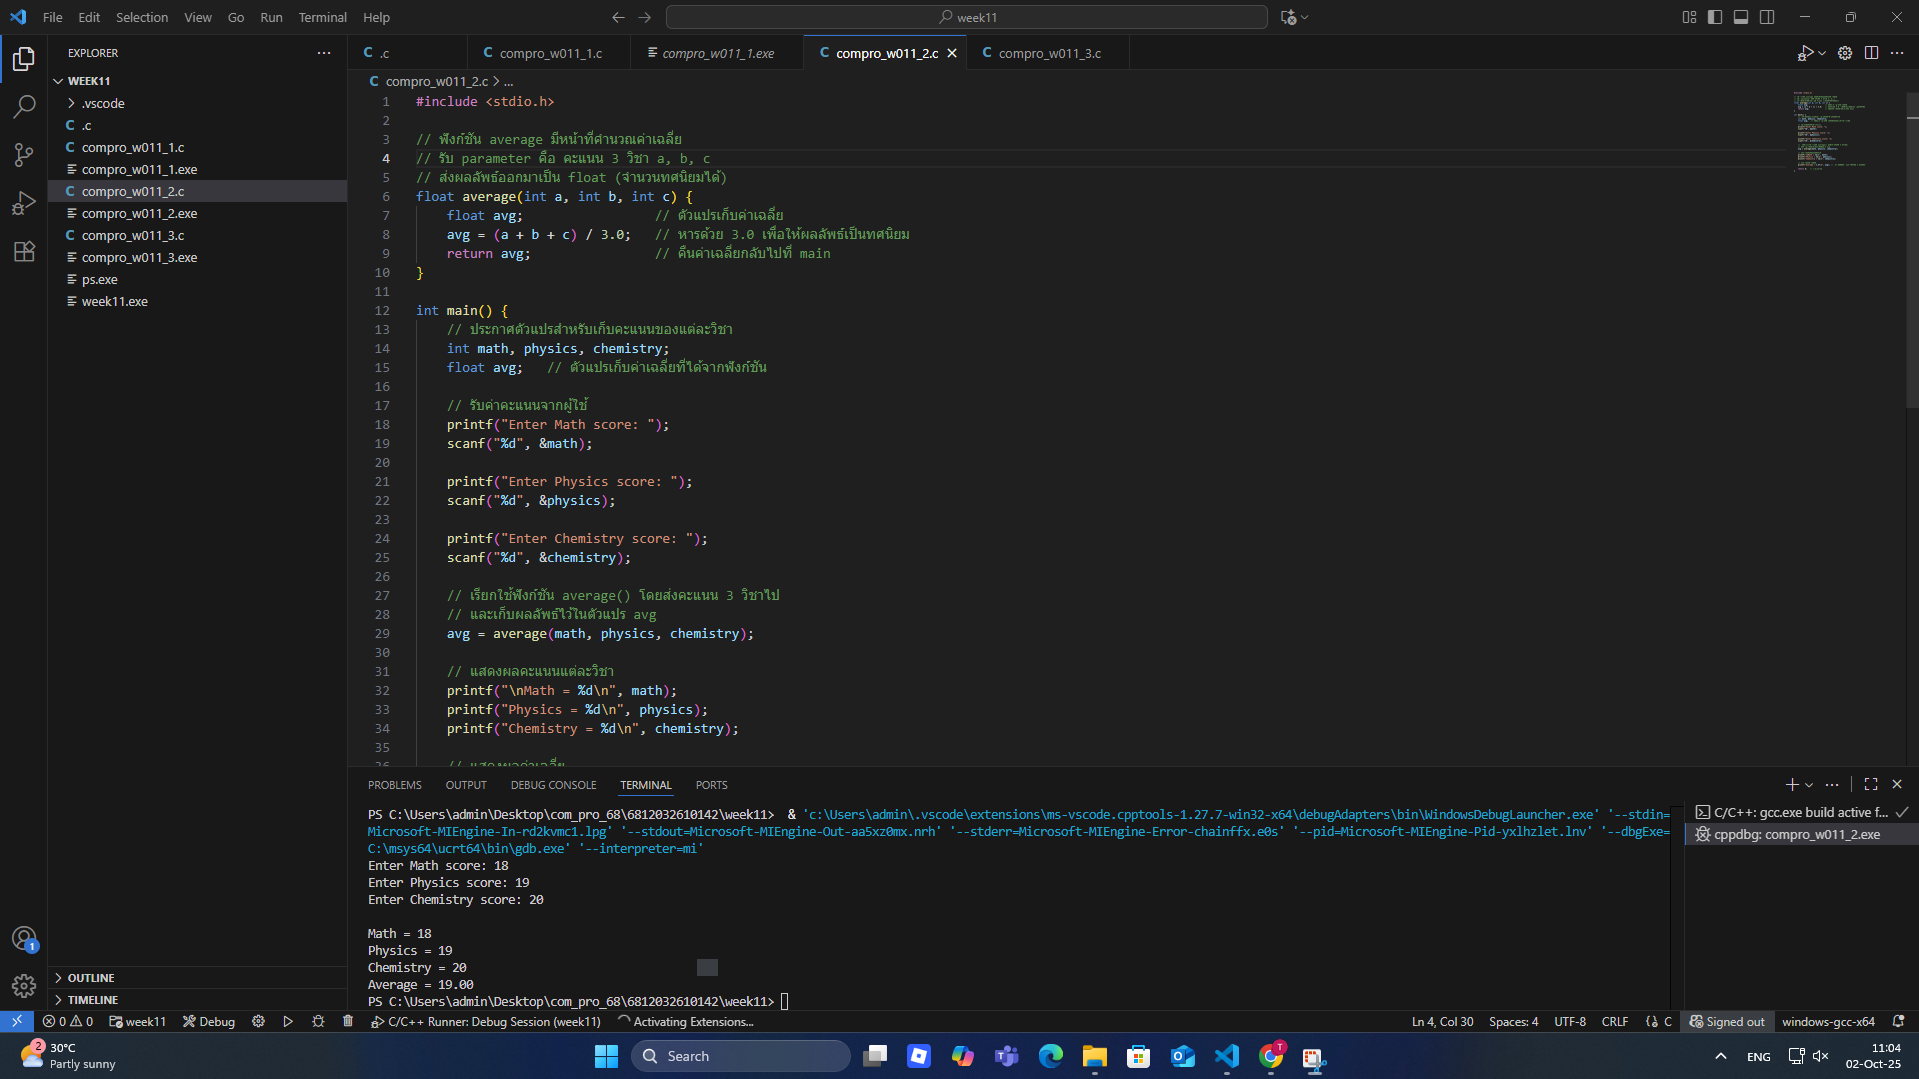 File Edit Selection View Go Run Terminal Help
week11
EXPLORER
WEEK11
.vscode
C .c
C compro_w011_1.c
compro_w011_1.exe
C compro_w011_2.c
compro_w011_2.exe
C compro_w011_3.c
compro_w011_3.exe
ps.exe
week11.exe
OUTLINE
TIMELINE
C .c
C compro_w011_1.c
compro_w011_1.exe
C compro_w011_2.c
C compro_w011_3.c
C compro_w011_2.c > ...
1 #include <stdio.h>
2
3 // ฟังก์ชัน average มีหน้าที่คำนวณค่าเฉลี่ย
4 // รับ parameter คือ คะแนน 3 วิชา a, b, c
5 // ส่งผลลัพธ์ออกมาเป็น float (จำนวนทศนิยมได้)
6 float average(int a, int b, int c) {
7 float avg; // ตัวแปรเก็บค่าเฉลี่ย
8 avg = (a + b + c) / 3.0; // หารด้วย 3.0 เพื่อให้ผลลัพธ์เป็นทศนิยม
9 return avg; // คืนค่าเฉลี่ยกลับไปที่ main
10 }
11
12 int main() {
13 // ประกาศตัวแปรสำหรับเก็บคะแนนของแต่ละวิชา
14 int math, physics, chemistry;
15 float avg; // ตัวแปรเก็บค่าเฉลี่ยที่ได้จากฟังก์ชัน
16
17 // รับค่าคะแนนจากผู้ใช้
18 printf("Enter Math score: ");
19 scanf("%d", &math);
20
21 printf("Enter Physics score: ");
22 scanf("%d", &physics);
23
24 printf("Enter Chemistry score: ");
25 scanf("%d", &chemistry);
26
27 // เรียกใช้ฟังก์ชัน average() โดยส่งคะแนน 3 วิชาไป
28 // และเก็บผลลัพธ์ไว้ในตัวแปร avg
29 avg = average(math, physics, chemistry);
30
31 // แสดงผลคะแนนแต่ละวิชา
32 printf("\nMath = %d\n", math);
33 printf("Physics = %d\n", physics);
34 printf("Chemistry = %d\n", chemistry);
35
36 // แสดงผลค่าเฉลี่ย
PROBLEMS OUTPUT DEBUG CONSOLE TERMINAL PORTS
PS C:\Users\admin\Desktop\com_pro_68\6812032610142\week11> & 'c:\Users\admin\.vscode\extensions\ms-vscode.cpptools-1.27.7-win32-x64\debugAdapters\bin\WindowsDebugLauncher.exe' '--stdin=
Microsoft-MIEngine-In-rd2kvmc1.lpg' '--stdout=Microsoft-MIEngine-Out-aa5xz0mx.nrh' '--stderr=Microsoft-MIEngine-Error-chainffx.e0s' '--pid=Microsoft-MIEngine-Pid-yxlhzlet.lnv' '--dbgExe=
C:\msys64\ucrt64\bin\gdb.exe' '--interpreter=mi'
Enter Math score: 18
Enter Physics score: 19
Enter Chemistry score: 20
Math = 18
Physics = 19
Chemistry = 20
Average = 19.00
PS C:\Users\admin\Desktop\com_pro_68\6812032610142\week11>
C/C++: gcc.exe build active f...
cppdbg: compro_w011_2.exe
1
0 0 week11 Debug C/C++ Runner: Debug Session (week11) Activating Extensions...
Ln 4, Col 30 Spaces: 4 UTF-8 CRLF {} C Signed out windows-gcc-x64
2 30°C
Partly sunny
Search
T
ENG
11:04
02-Oct-25